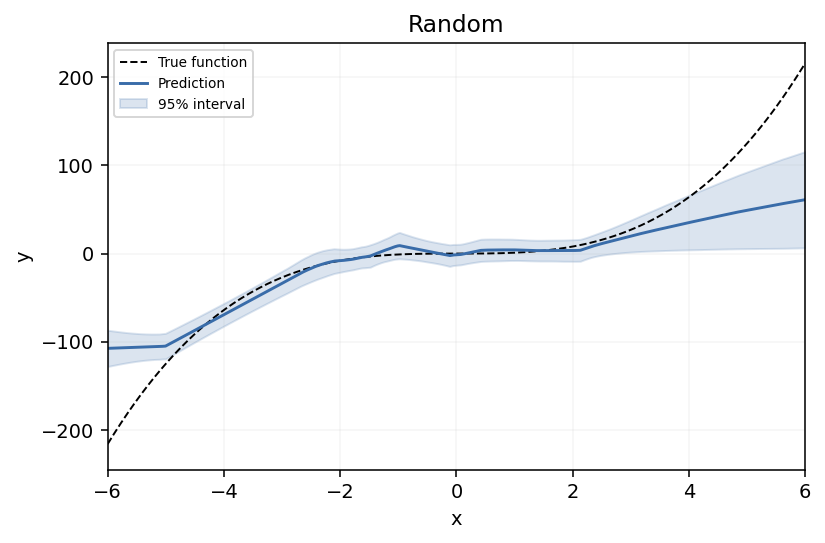 Random
True function
Prediction
95% interval
y
200
100
0
−100
−200
−6
−4
−2
0
2
4
6
x